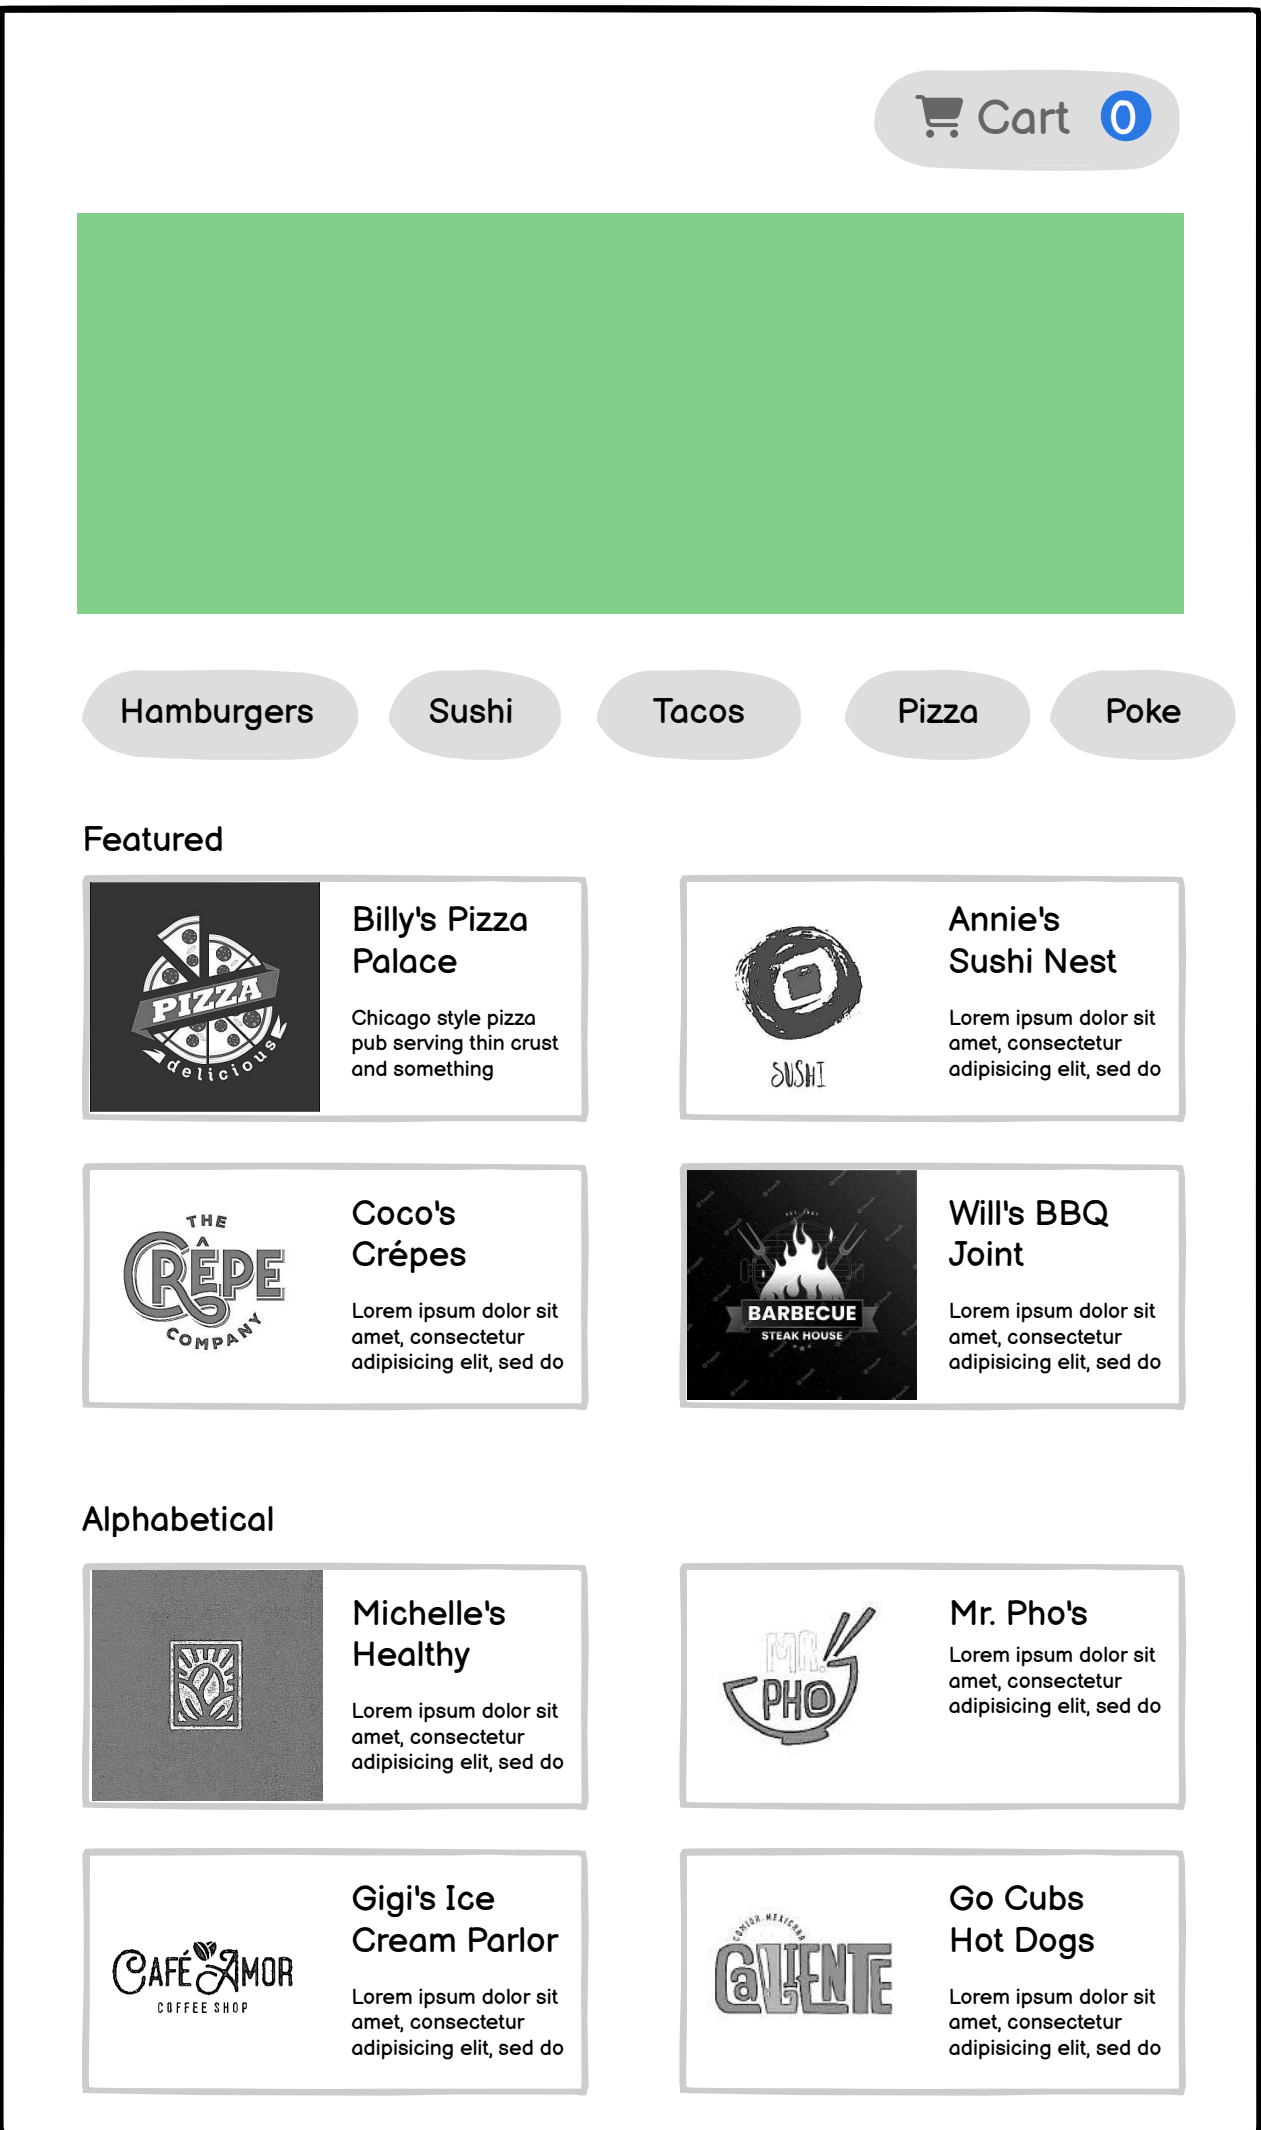 Cart 0
Hamburgers
Sushi
Tacos
Pizza
Poke
Featured
PIZZA
delicious
Billy's Pizza
Palace
Chicago style pizza
pub serving thin crust
and something
SUSHI
Annie's
Sushi Nest
Lorem ipsum dolor sit
amet, consectetur
adipisicing elit, sed do
THE
CRÊPE
COMPANY
Coco's
Crépes
Lorem ipsum dolor sit
amet, consectetur
adipisicing elit, sed do
BARBECUE
STEAK HOUSE
Will's BBQ
Joint
Lorem ipsum dolor sit
amet, consectetur
adipisicing elit, sed do
Alphabetical
Michelle's
Healthy
Lorem ipsum dolor sit
amet, consectetur
adipisicing elit, sed do
MR.
PHO
Mr. Pho's
Lorem ipsum dolor sit
amet, consectetur
adipisicing elit, sed do
CAFÉ AMOR
COFFEE SHOP
Gigi's Ice
Cream Parlor
Lorem ipsum dolor sit
amet, consectetur
adipisicing elit, sed do
COMIDA MEXICANA
CALIENTE
Go Cubs
Hot Dogs
Lorem ipsum dolor sit
amet, consectetur
adipisicing elit, sed do